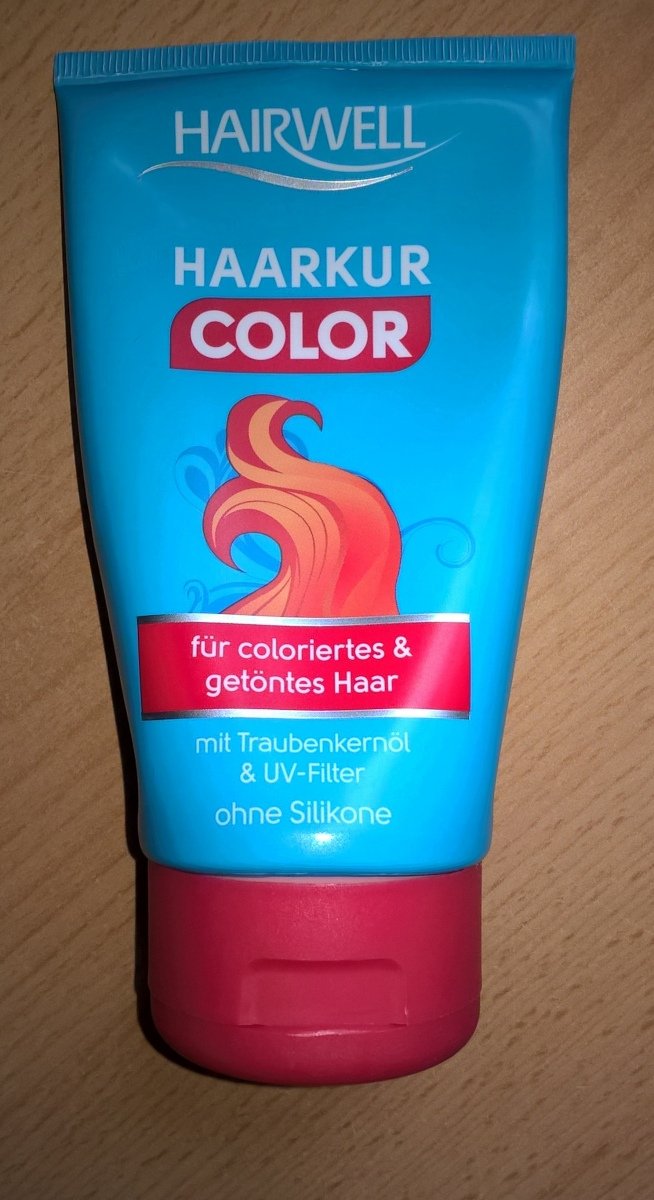 HAIRWELL
HAARKUR
COLOR
für coloriertes &
getöntes Haar
mit Traubenkernöl
& UV-Filter
ohne Silikone